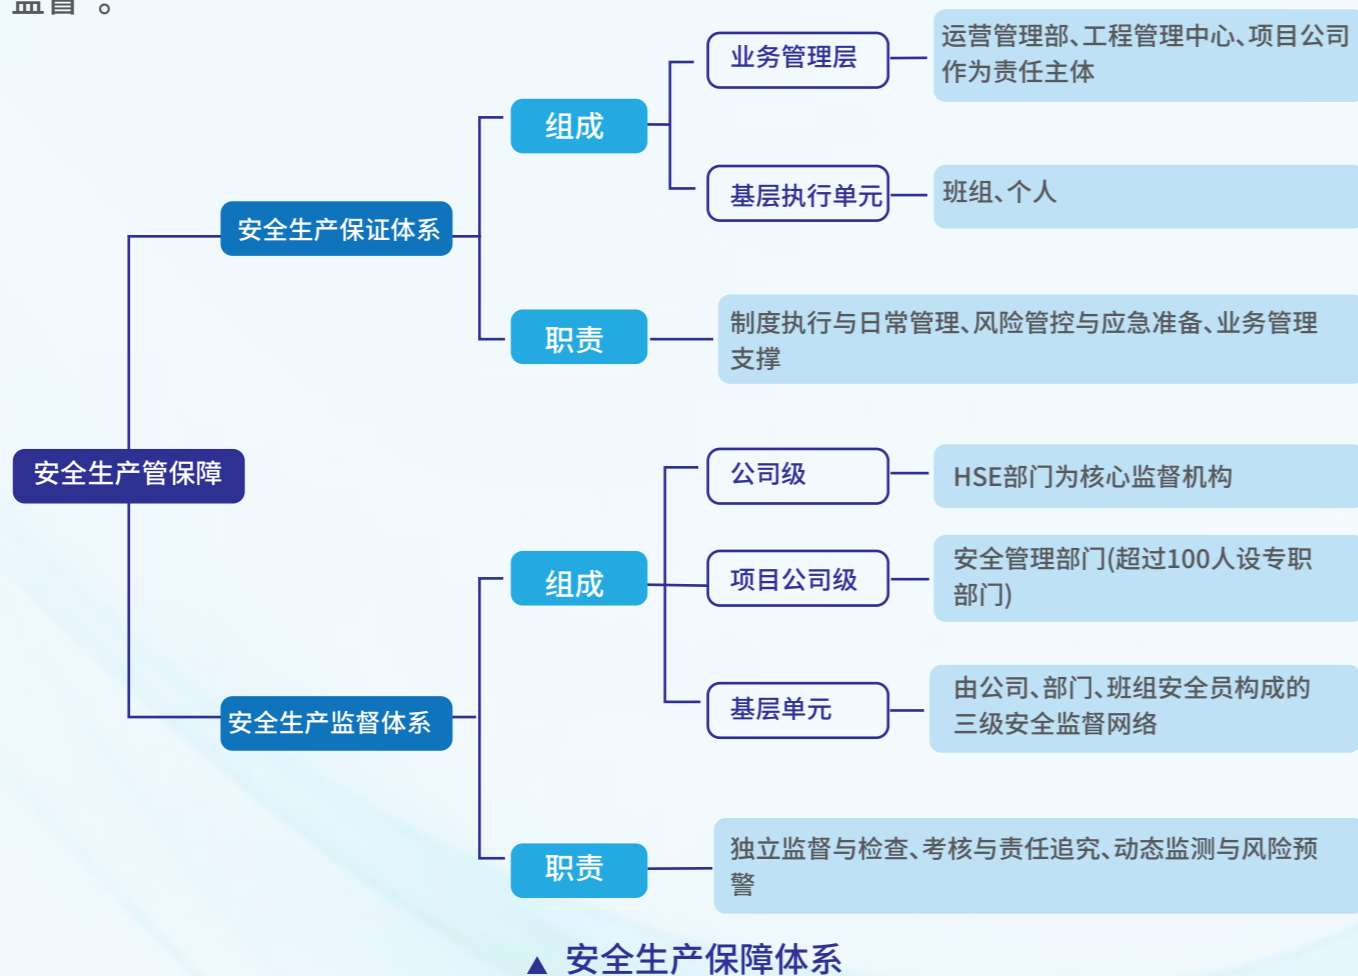 监督”。
业务管理层
运营管理部、工程管理中心、项目公司
作为责任主体
组成
基层执行单元
班组、个人
安全生产保证体系
职责
制度执行与日常管理、风险管控与应急准备、业务管理
支撑
安全生产管保障
公司级
HSE部门为核心监督机构
组成
项目公司级
安全管理部门(超过100人设专职
部门)
基层单元
由公司、部门、班组安全员构成的
三级安全监督网络
安全生产监督体系
职责
独立监督与检查、考核与责任追究、动态监测与风险预
警
▲ 安全生产保障体系